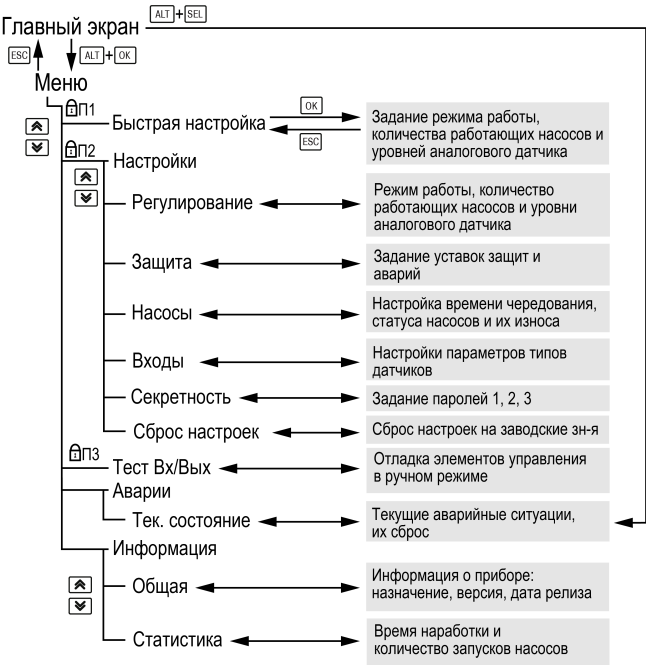 Главный экран
ALT + SEL
ESC
ALT + OK
Меню
П1
Быстрая настройка
OK
ESC
Задание режима работы,
количества работающих насосов и
уровней аналогового датчика
П2
Настройки
Регулирование
Режим работы, количество
работающих насосов и уровни
аналогового датчика
Защита
Задание уставок защит и
аварий
Насосы
Настройка времени чередования,
статуса насосов и их износа
Входы
Настройки параметров типов
датчиков
Секретность
Задание паролей 1, 2, 3
Сброс настроек
Сброс настроек на заводские зн-я
П3
Тест Вх/Вых
Отладка элементов управления
в ручном режиме
Аварии
Тек. состояние
Текущие аварийные ситуации,
их сброс
Информация
Общая
Информация о приборе:
назначение, версия, дата релиза
Статистика
Время наработки и
количество запусков насосов